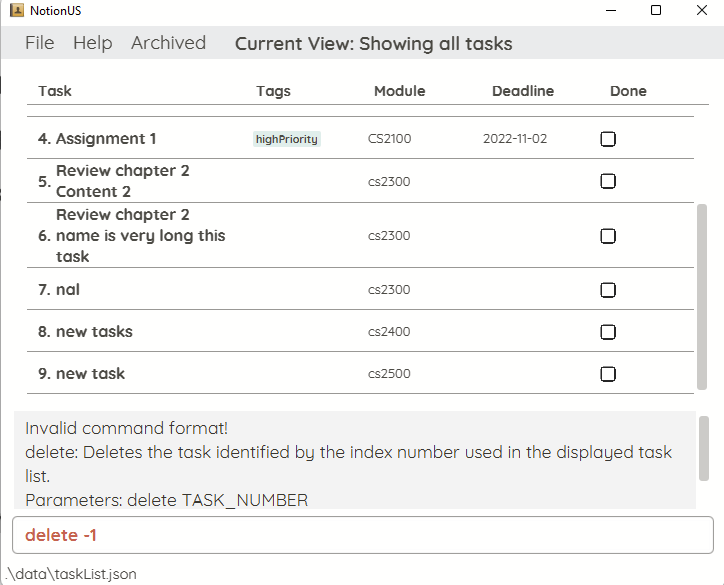 NotionUS
File Help Archived Current View: Showing all tasks
Task Tags Module Deadline Done
4. Assignment 1 highPriority CS2100 2022-11-02
5. Review chapter 2
Content 2 cs2300
Review chapter 2
6. name is very long this cs2300
task
7. nal cs2300
8. new tasks cs2400
9. new task cs2500
Invalid command format!
delete: Deletes the task identified by the index number used in the displayed task
list.
Parameters: delete TASK_NUMBER
delete -1
.\data\taskList.json